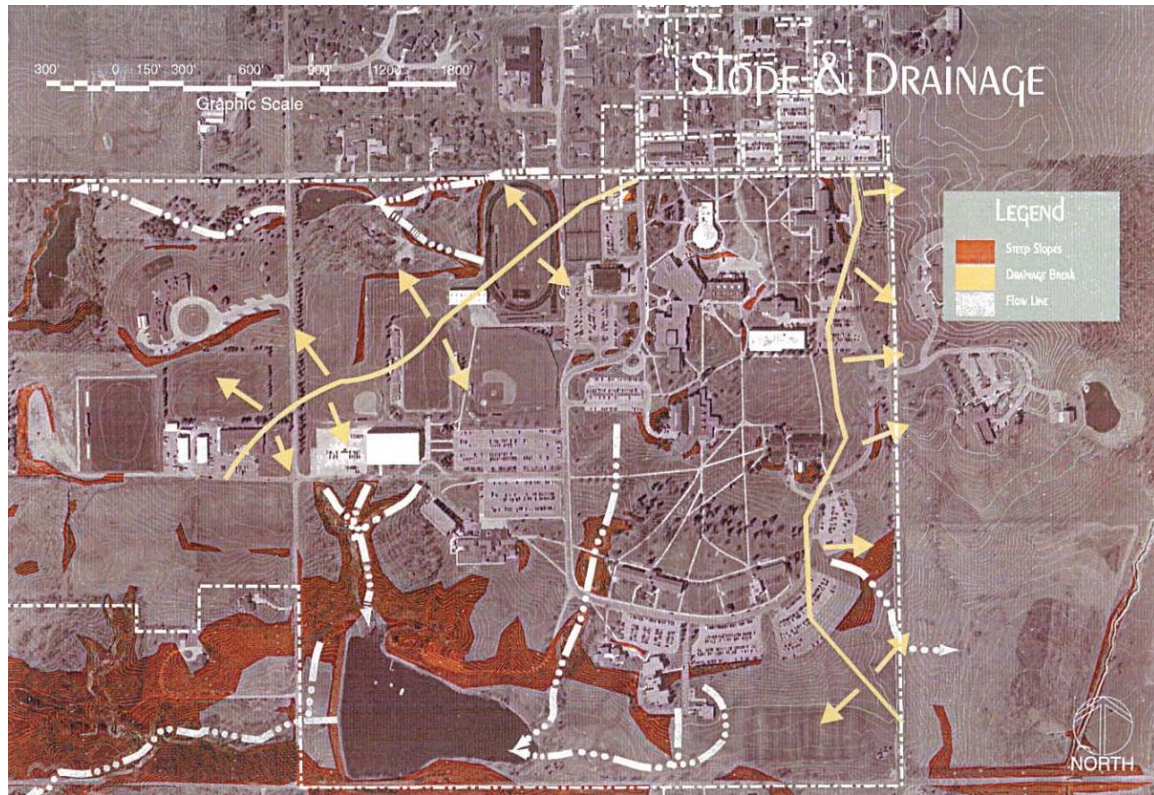 Slope & Drainage
300' 0 150' 300' 600' 900' 1200' 1800'
Graphic Scale
Legend
Steep Slopes
Drainage Break
Flow Line
NORTH